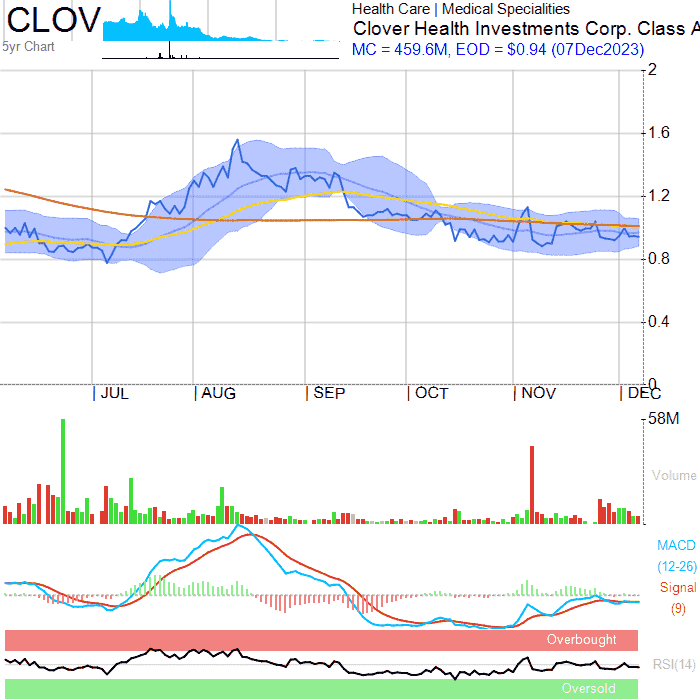 CLOV
5yr Chart
Health Care | Medical Specialities
Clover Health Investments Corp. Class A
MC = 459.6M, EOD = $0.94 (07Dec2023)
2
1.6
1.2
0.8
0.4
0
JUL AUG SEP OCT NOV DEC
58M
Volume
MACD
(12-26)
Signal
(9)
Overbought
RSI(14)
Oversold